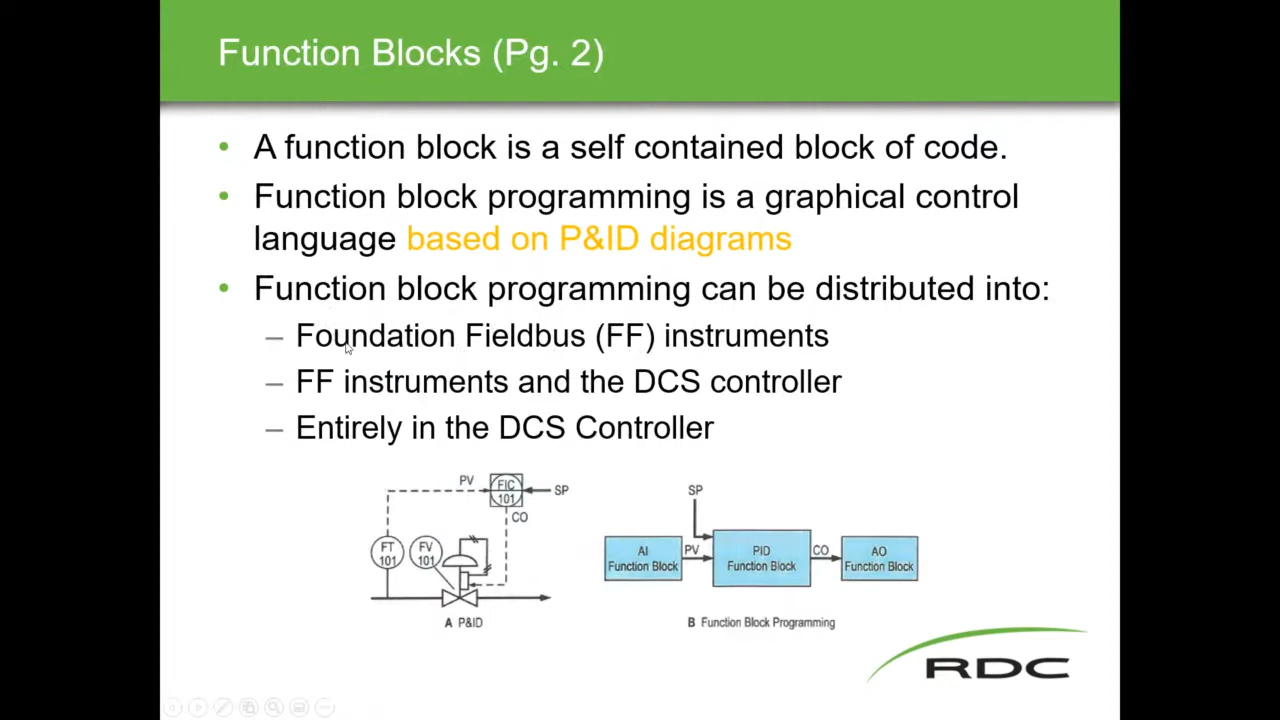 Function Blocks (Pg. 2)
• A function block is a self contained block of code.
• Function block programming is a graphical control
language based on P&ID diagrams
• Function block programming can be distributed into:
– Foundation Fieldbus (FF) instruments
– FF instruments and the DCS controller
– Entirely in the DCS Controller
PV
FIC
101
SP
CO
FT
101
FV
101
A P&ID
SP
AI
Function Block
PV
PID
Function Block
CO
AO
Function Block
B Function Block Programming
RDC